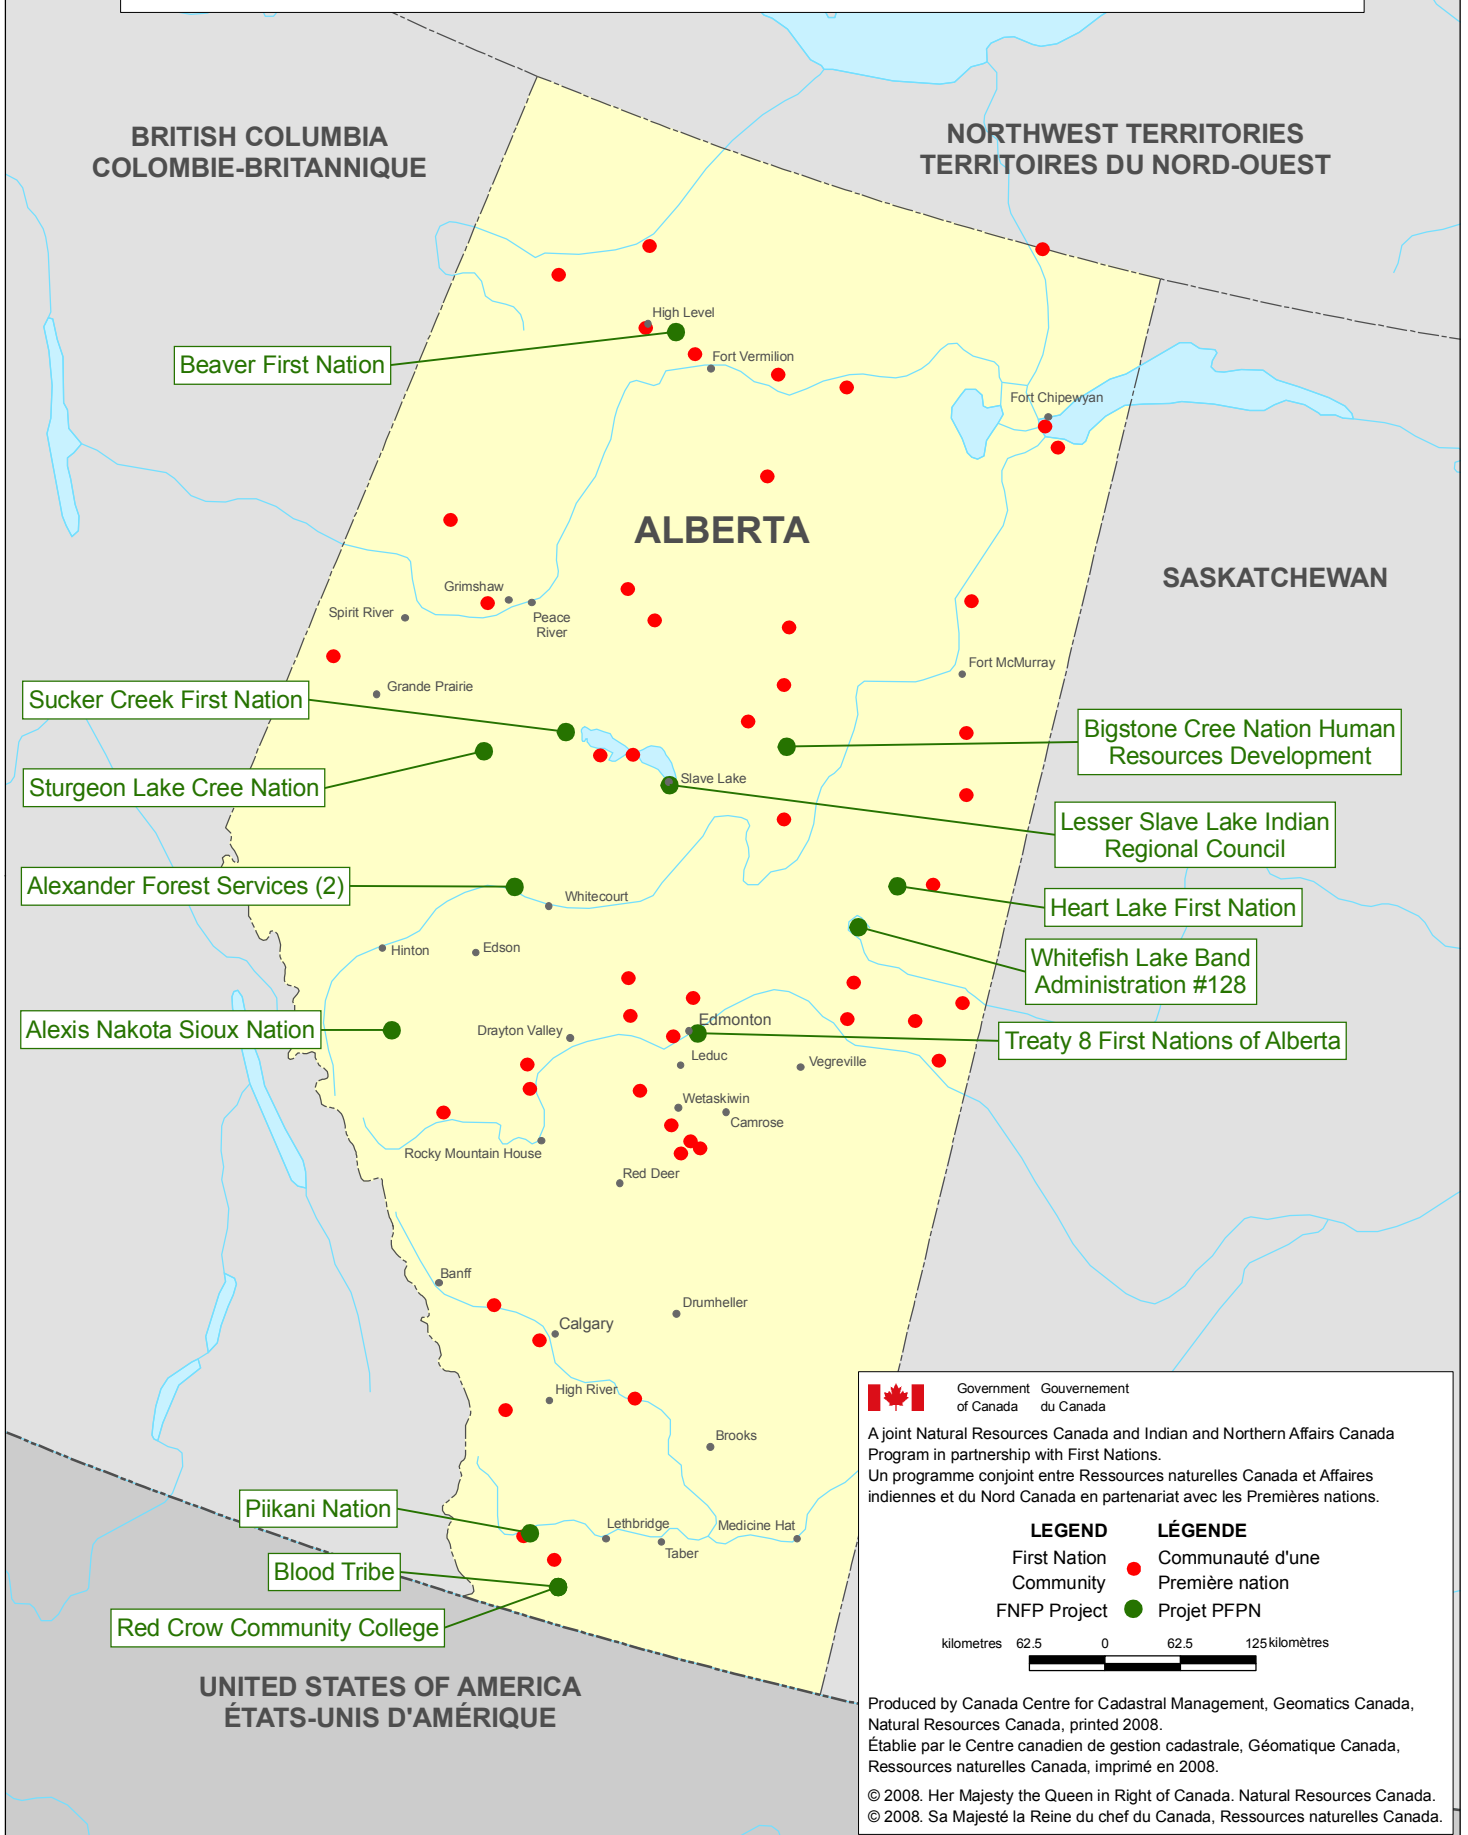 BRITISH COLUMBIA
COLOMBIE-BRITANNIQUE
NORTHWEST TERRITORIES
TERRITOIRES DU NORD-OUEST
High Level
Beaver First Nation
Fort Vermilion
Fort Chipewyan
ALBERTA
SASKATCHEWAN
Grimshaw
Spirit River
Peace
River
Fort McMurray
Grande Prairie
Sucker Creek First Nation
Bigstone Cree Nation Human
Resources Development
Sturgeon Lake Cree Nation
Slave Lake
Lesser Slave Lake Indian
Regional Council
Alexander Forest Services (2)
Whitecourt
Heart Lake First Nation
Hinton
Edson
Whitefish Lake Band
Administration #128
Alexis Nakota Sioux Nation
Drayton Valley
Edmonton
Treaty 8 First Nations of Alberta
Leduc
Vegreville
Wetaskiwin
Camrose
Rocky Mountain House
Red Deer
Banff
Drumheller
Calgary
High River
Brooks
Piikani Nation
Lethbridge
Medicine Hat
Taber
Blood Tribe
Red Crow Community College
UNITED STATES OF AMERICA
ÉTATS-UNIS D'AMÉRIQUE
Government Gouvernement
of Canada du Canada
A joint Natural Resources Canada and Indian and Northern Affairs Canada
Program in partnership with First Nations.
Un programme conjoint entre Ressources naturelles Canada et Affaires
indiennes et du Nord Canada en partenariat avec les Premières nations.
LEGEND LÉGENDE
First Nation Communauté d'une
Community Première nation
FNFP Project Projet PFPN
kilometres 62.5 0 62.5 125 kilomètres
Produced by Canada Centre for Cadastral Management, Geomatics Canada,
Natural Resources Canada, printed 2008.
Établie par le Centre canadien de gestion cadastrale, Géomatique Canada,
Ressources naturelles Canada, imprimé en 2008.
© 2008. Her Majesty the Queen in Right of Canada. Natural Resources Canada.
© 2008. Sa Majesté la Reine du chef du Canada, Ressources naturelles Canada.